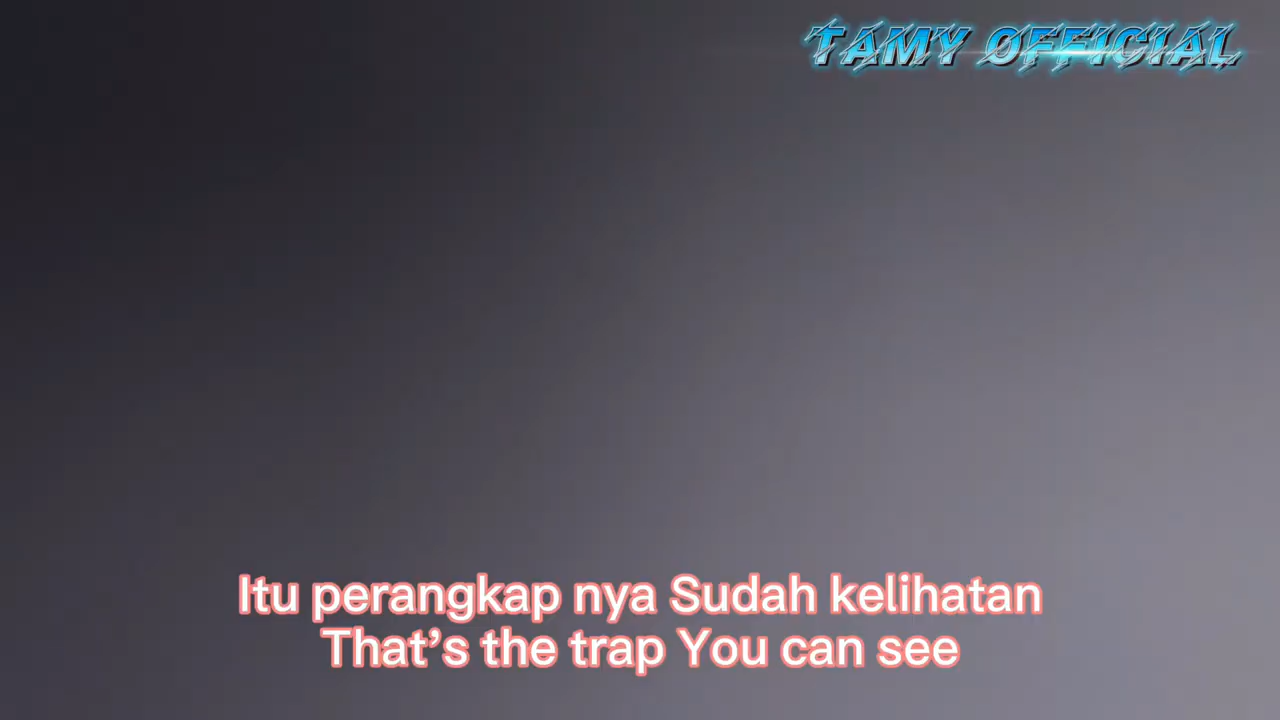 TAMY OFFICIAL
Itu perangkap nya Sudah kelihatan
That's the trap You can see